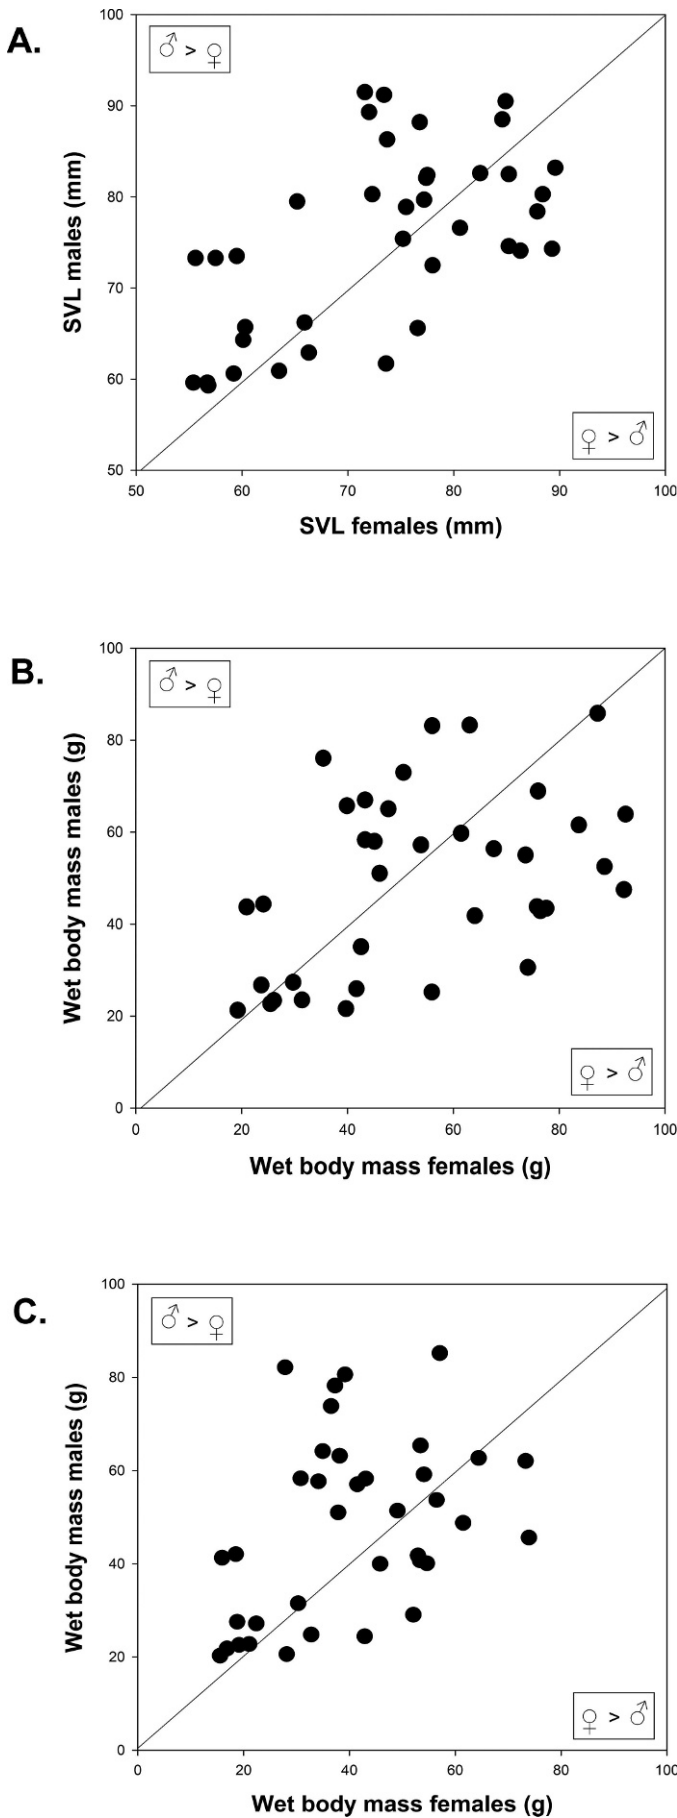 A.
♂ > ♀
100
90
80
70
60
50
SVL males (mm)
♀ > ♂
50 60 70 80 90 100
SVL females (mm)
B.
♂ > ♀
100
80
60
40
20
0
Wet body mass males (g)
♀ > ♂
0 20 40 60 80 100
Wet body mass females (g)
C.
♂ > ♀
100
80
60
40
20
0
Wet body mass males (g)
♀ > ♂
0 20 40 60 80 100
Wet body mass females (g)